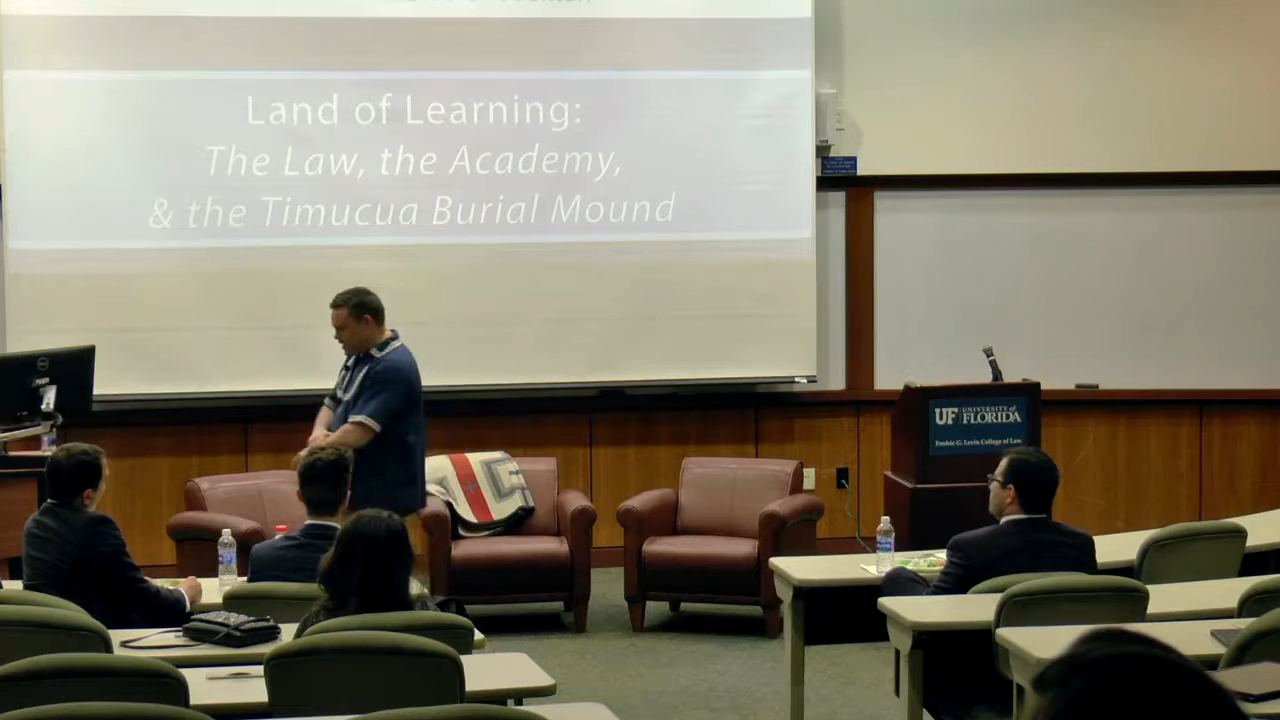 Land of Learning:
The Law, the Academy,
& the Timucua Burial Mound
UF UNIVERSITY of FLORIDA
Fredric G. Levin College of Law
DELL